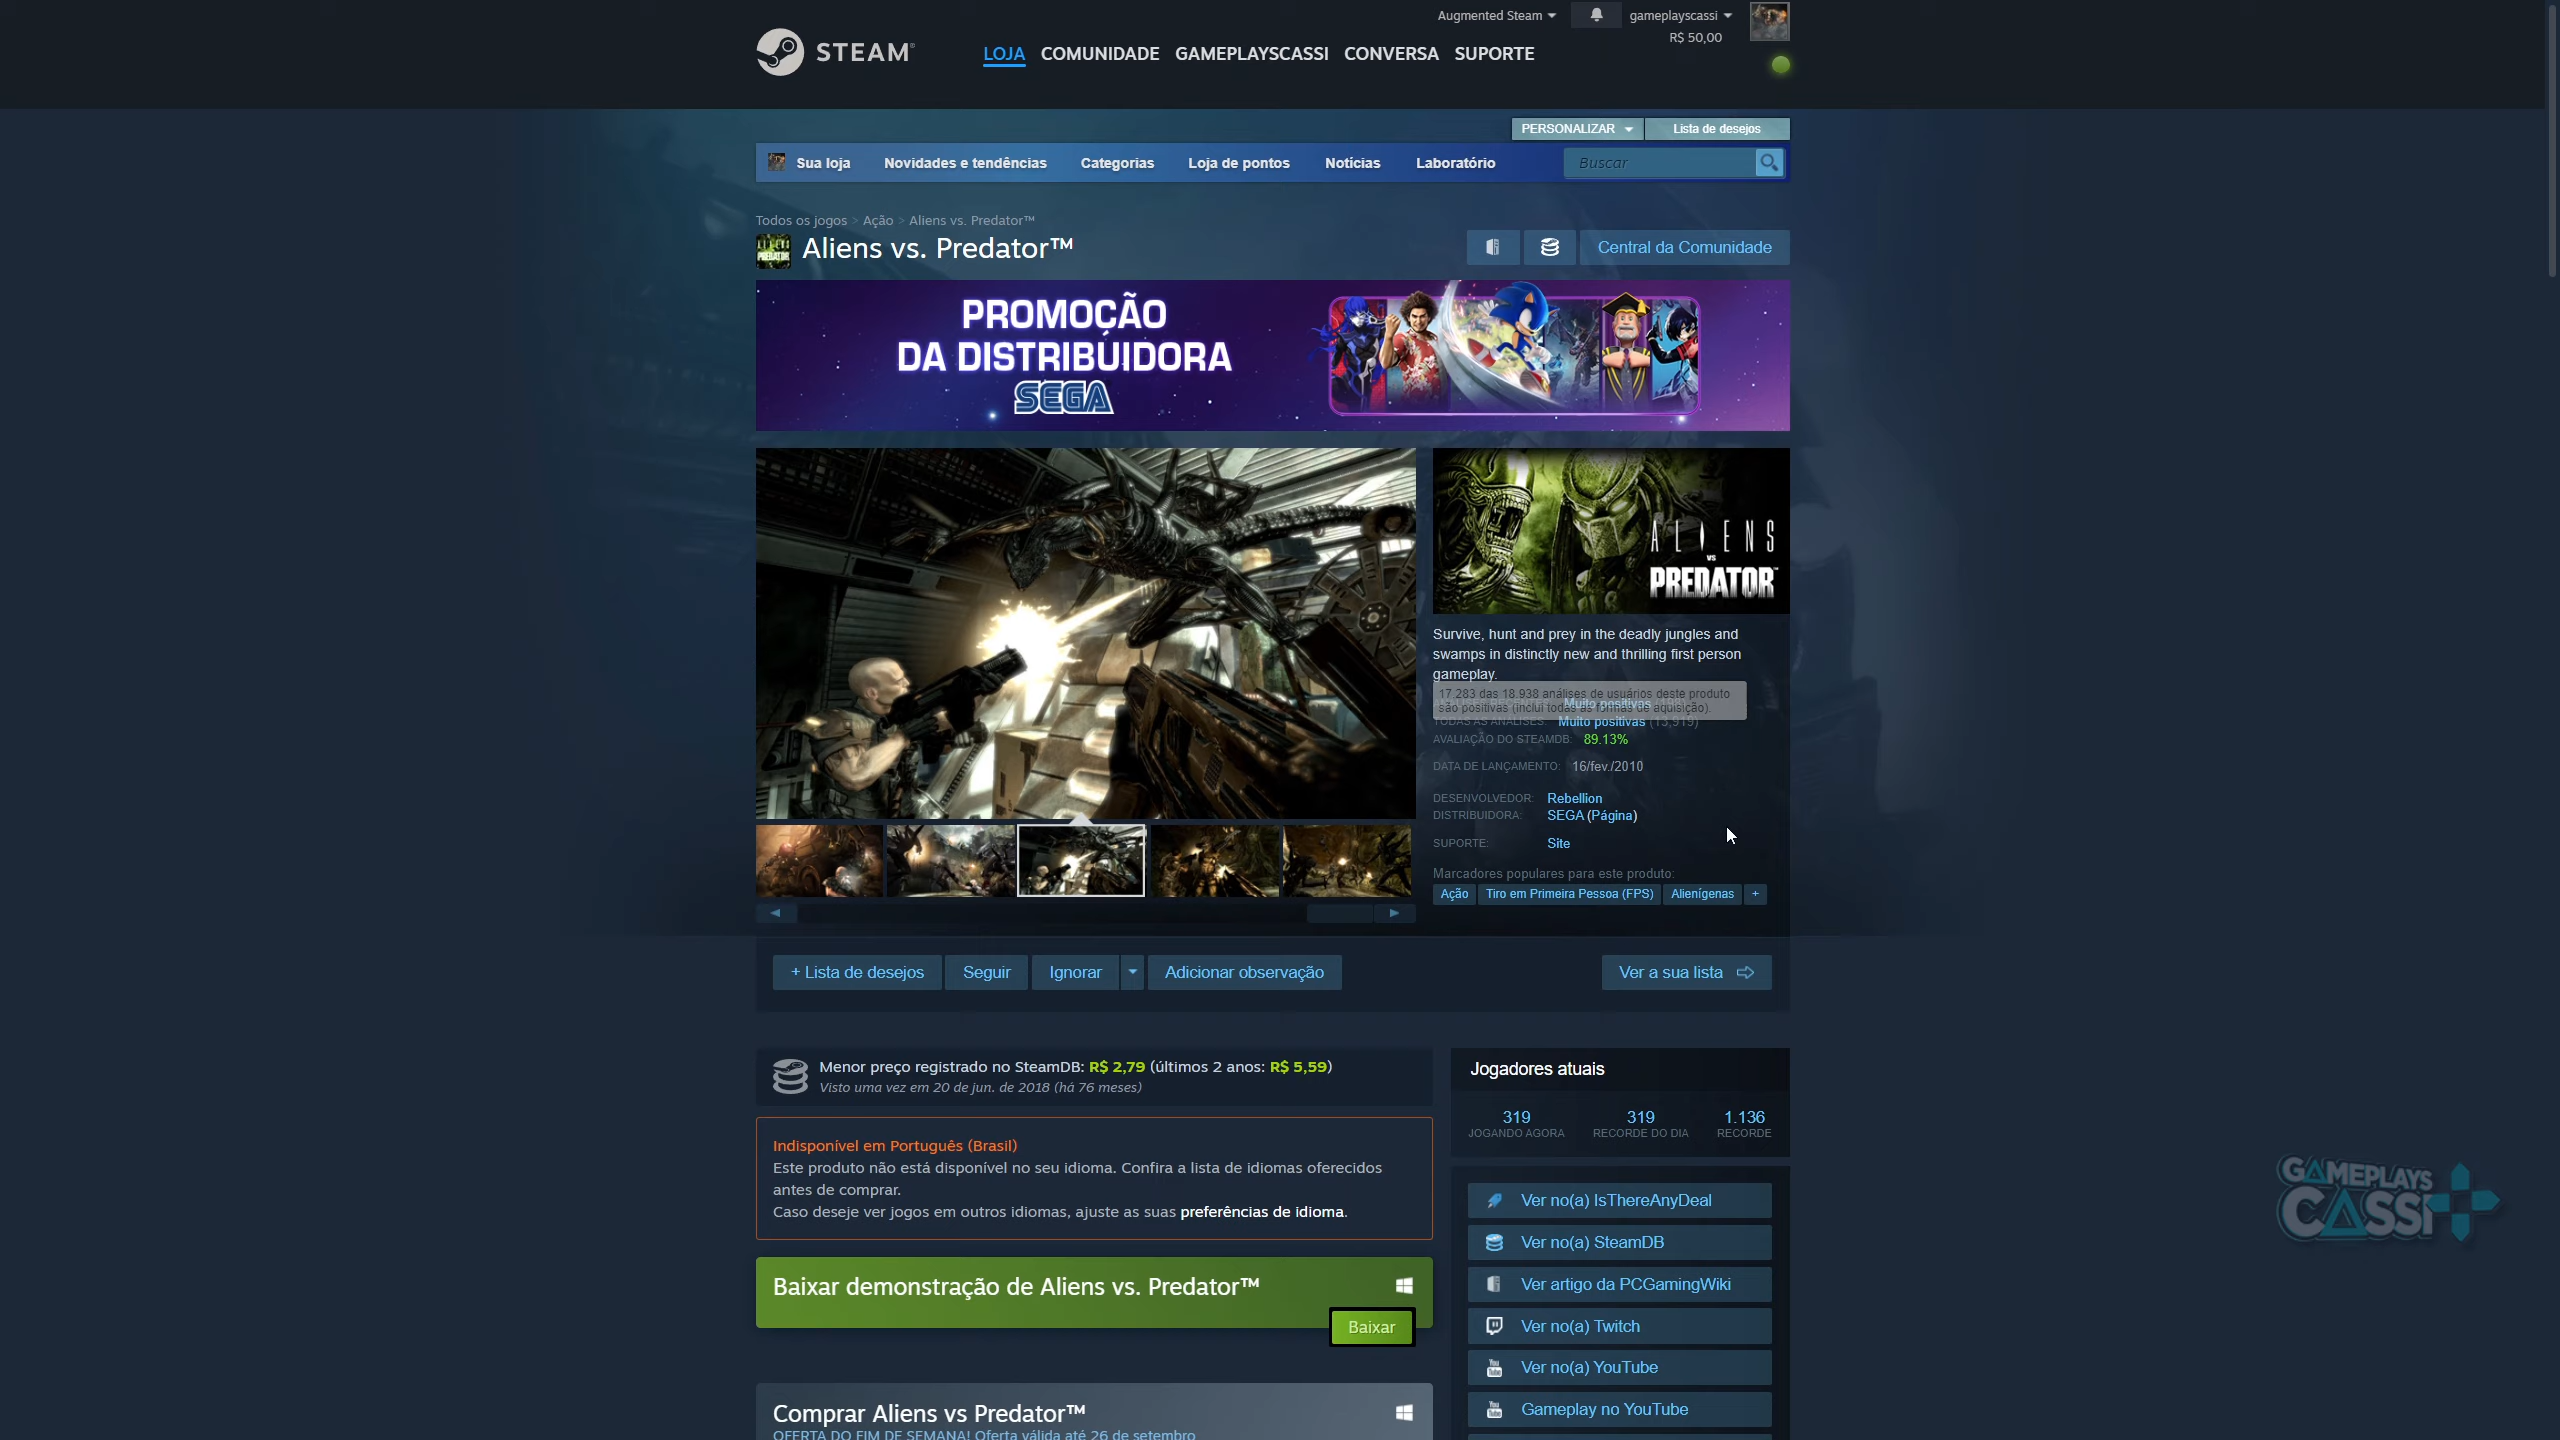 Augmented Steam
gameplayscassi
R$ 50,00
STEAM
LOJA
COMUNIDADE
GAMEPLAYSCASSI
CONVERSA
SUPORTE
PERSONALIZAR
Lista de desejos
Sua loja
Novidades e tendências
Categorias
Loja de pontos
Notícias
Laboratório
Buscar
Todos os jogos > Ação > Aliens vs. Predator™
Aliens vs. Predator™
Central da Comunidade
PROMOÇÃO
DA DISTRIBUIDORA
SEGA
ALIENS
VS
PREDATOR
Survive, hunt and prey in the deadly jungles and
swamps in distinctly new and thrilling first person
gameplay.
17.283 das 18.938 análises de usuários deste produto
são positivas (inclui todas as formas de aquisição).
Muito positivas
TODAS AS ANÁLISES: Muito positivas (13,919)
AVALIAÇÃO DO STEAMDB: 89.13%
DATA DE LANÇAMENTO: 16/fev./2010
DESENVOLVEDOR: Rebellion
DISTRIBUIDORA: SEGA (Página)
SUPORTE: Site
Marcadores populares para este produto:
Ação
Tiro em Primeira Pessoa (FPS)
Alienígenas
+
+ Lista de desejos
Seguir
Ignorar
Adicionar observação
Ver a sua lista
Menor preço registrado no SteamDB: R$ 2,79 (últimos 2 anos: R$ 5,59)
Visto uma vez em 20 de jun. de 2018 (há 76 meses)
Indisponível em Português (Brasil)
Este produto não está disponível no seu idioma. Confira a lista de idiomas oferecidos
antes de comprar.
Caso deseje ver jogos em outros idiomas, ajuste as suas preferências de idioma.
Baixar demonstração de Aliens vs. Predator™
Baixar
Comprar Aliens vs Predator™
OFERTA DO FIM DE SEMANA! Oferta válida até 26 de setembro
Jogadores atuais
319
JOGANDO AGORA
319
RECORDE DO DIA
1.136
RECORDE
Ver no(a) IsThereAnyDeal
Ver no(a) SteamDB
Ver artigo da PCGamingWiki
Ver no(a) Twitch
Ver no(a) YouTube
Gameplay no YouTube
GAMEPLAYS
CASSI